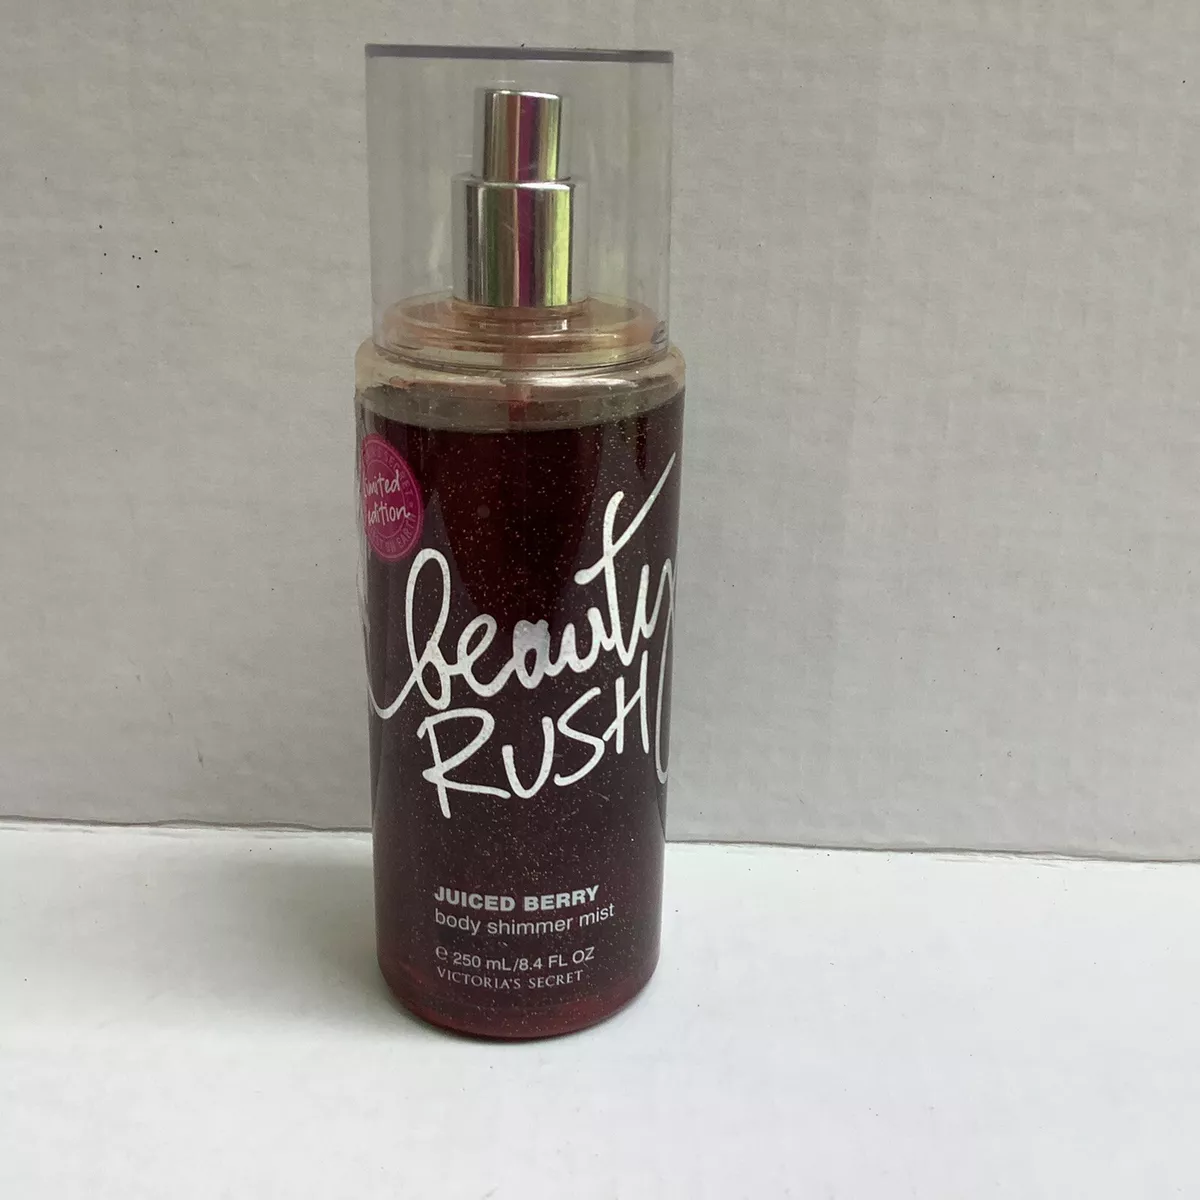 limited
edition
beauty
RUSH
JUICED BERRY
body shimmer mist
℮ 250 mL/8.4 FL OZ
VICTORIA'S SECRET